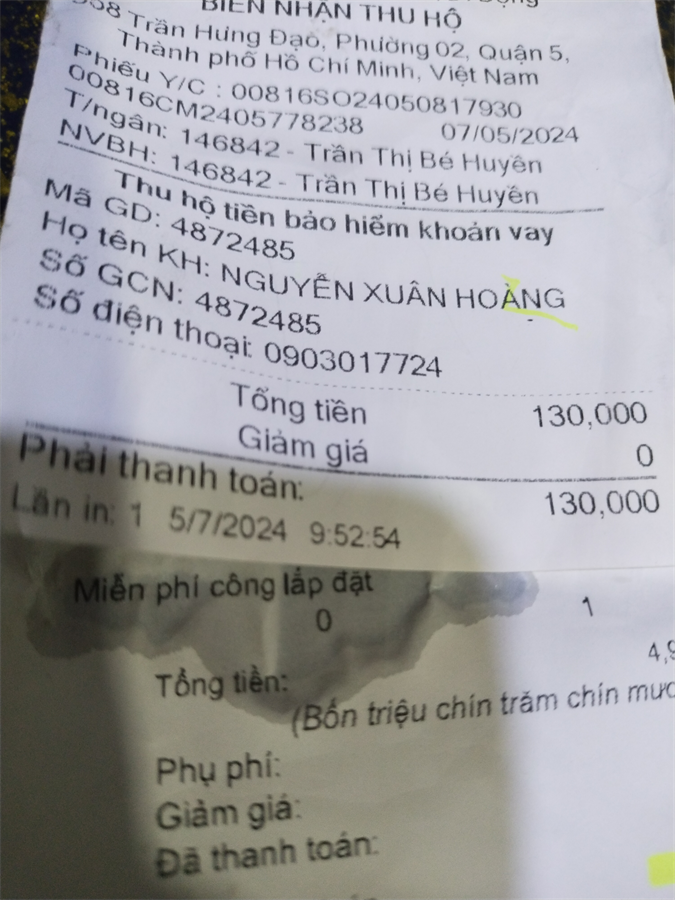 BIÊN NHẬN THU HỘ
Trần Hưng Đạo, Phường 02, Quận 5,
Thành phố Hồ Chí Minh, Việt Nam
Phiếu Y/C : 00816SO24050817930
00816CM2405778238 07/05/2024
T/ngân: 146842 - Trần Thị Bé Huyền
NVBH: 146842 - Trần Thị Bé Huyền
Thu hộ tiền bảo hiểm khoản vay
Mã GD: 4872485
Họ tên KH: NGUYỄN XUÂN HOÀNG
Số GCN: 4872485
Số điện thoại: 0903017724
Tổng tiền 130,000
Giảm giá 0
Phải thanh toán: 130,000
Lần in: 1 5/7/2024 9:52:54
Miễn phí công lắp đặt 1
0
Tổng tiền: 4,9
(Bốn triệu chín trăm chín
Phụ phí:
Giảm giá:
Đã thanh toán: